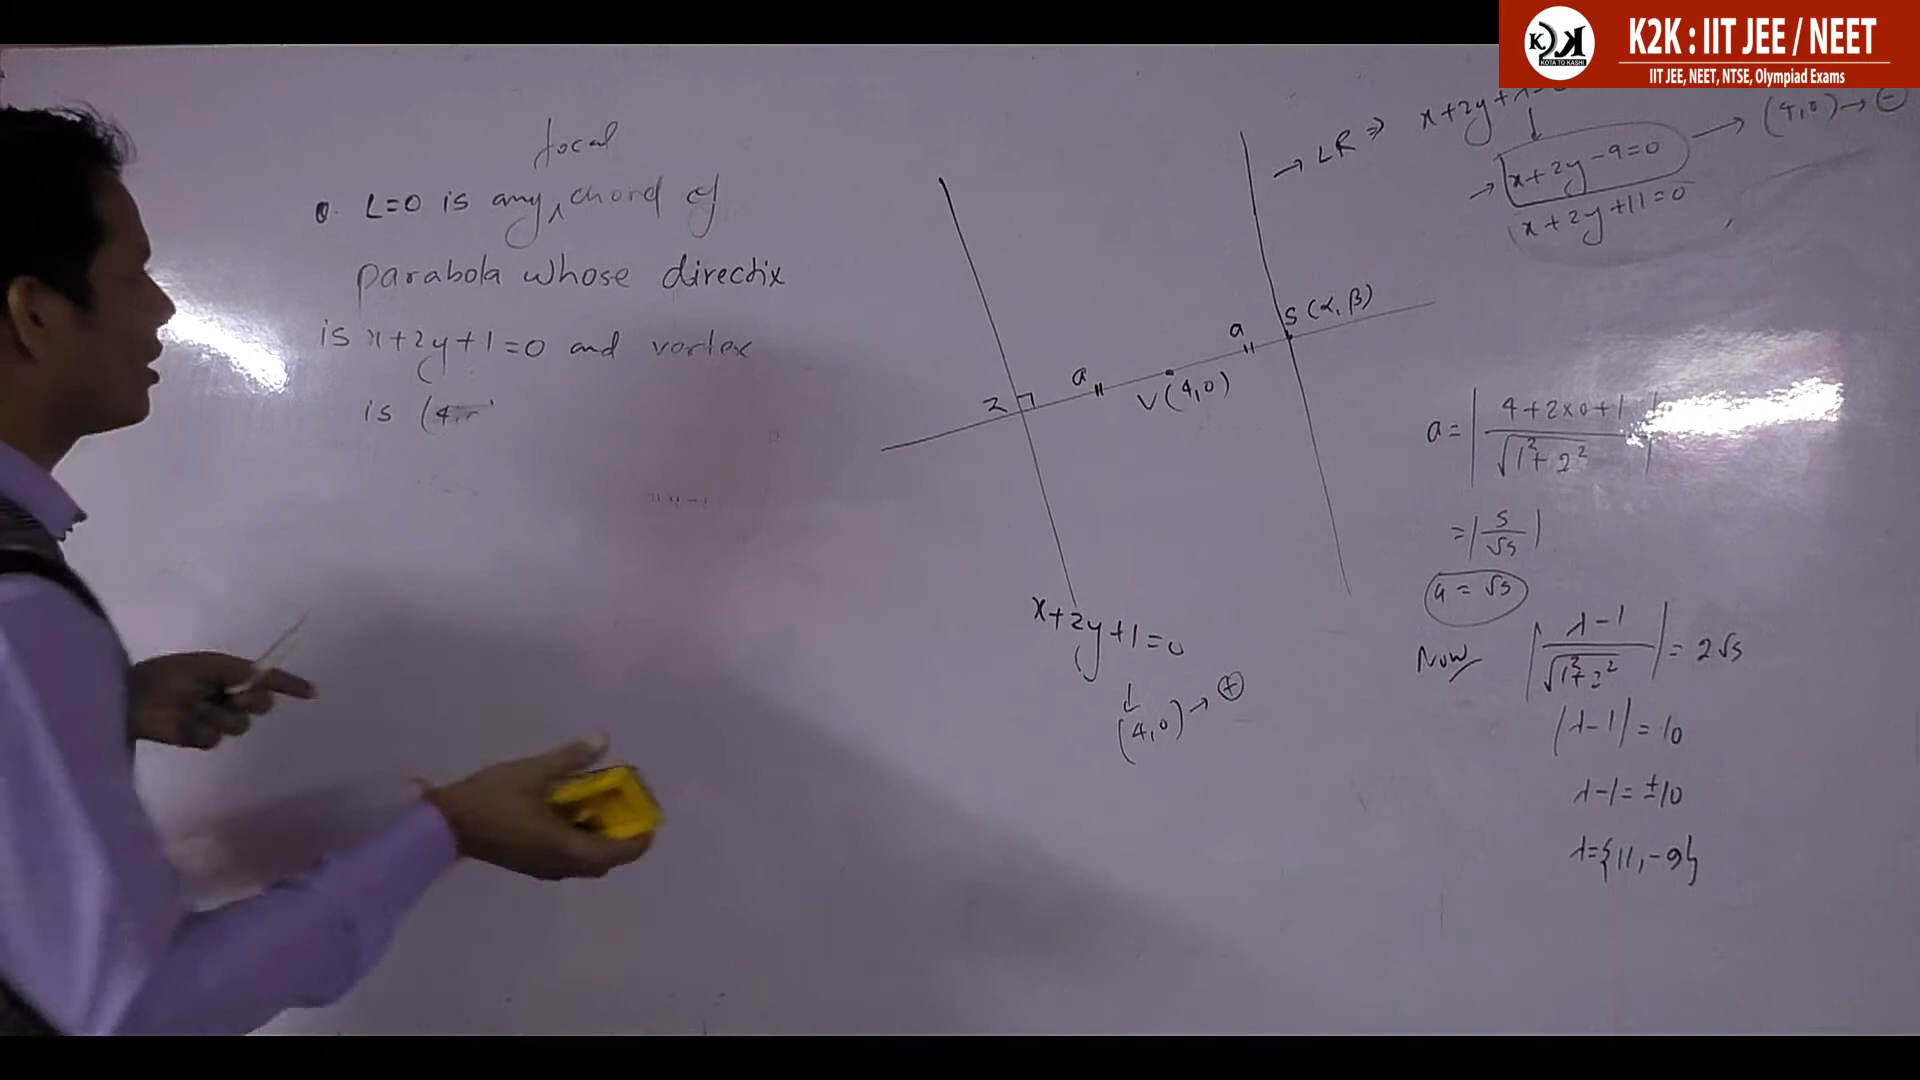 K2K : IIT JEE / NEET
IIT JEE, NEET, NTSE, Olympiad Exams
KOTA TO KASHI
focal
Q. L=0 is any ^ chord of
parabola whose directix
is x+2y+1=0 and vortex
is (4,
Z
a
V(4,0)
a
S(α,β)
x+2y+1=0
↓
(4,0)→⊕
→ LR ⇒ x+2y+λ
→ x+2y-9=0 → (4,0)→⊖
x+2y+11=0
a=|4+2×0+1/√1²+2²|
=|5/√5|
a=√5
Now |λ-1/√1²+2²|=2√5
|λ-1|=10
λ-1=±10
λ={11,-9}